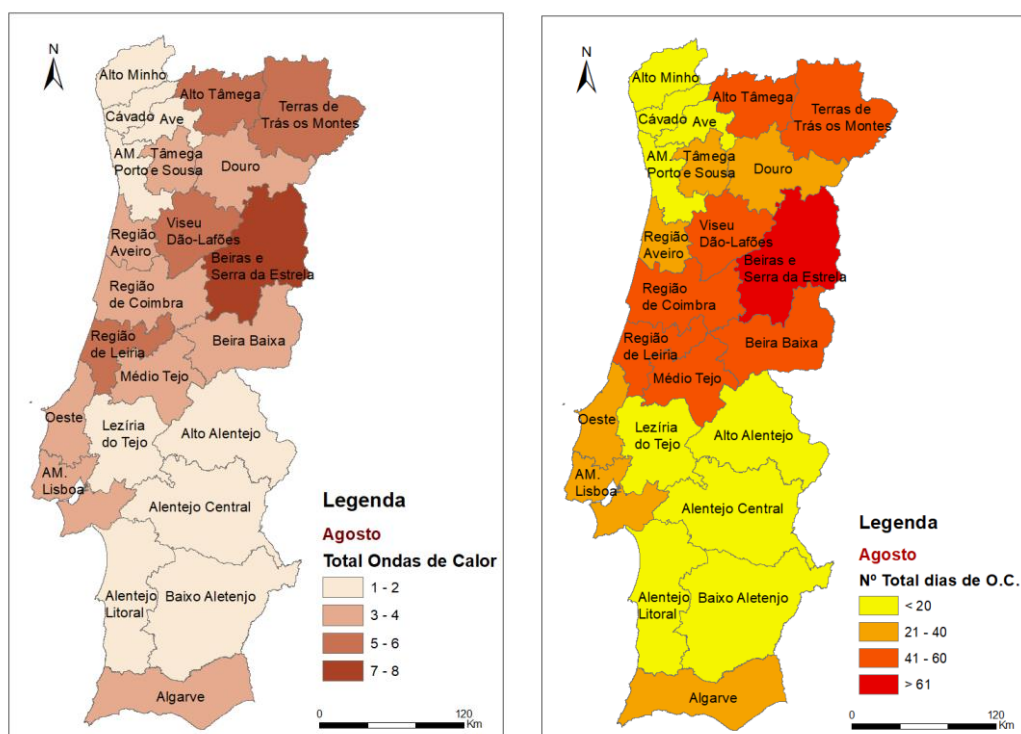 N
Alto Minho
Alto Tâmega
Terras de
Trás os Montes
Cávado
Ave
AM.
Porto
Tâmega
e Sousa
Douro
Viseu
Dão-Lafões
Região
Aveiro
Beiras e
Serra da Estrela
Região
de Coimbra
Região
de Leiria
Beira Baixa
Médio Tejo
Oeste
Lezíria
do Tejo
Alto Alentejo
AM.
Lisboa
Alentejo Central
Alentejo
Litoral
Baixo Aletenjo
Algarve
Legenda
Agosto
Total Ondas de Calor
1 - 2
3 - 4
5 - 6
7 - 8
0
120
Km
N
Alto Minho
Alto Tâmega
Terras de
Trás os Montes
Cávado
Ave
AM.
Porto
Tâmega
e Sousa
Douro
Viseu
Dão-Lafões
Região
Aveiro
Beiras e
Serra da Estrela
Região
de Coimbra
Região
de Leiria
Beira Baixa
Médio Tejo
Oeste
Lezíria
do Tejo
Alto Alentejo
AM.
Lisboa
Alentejo Central
Alentejo
Litoral
Baixo Aletenjo
Algarve
Legenda
Agosto
Nº Total dias de O.C.
< 20
21 - 40
41 - 60
> 61
0
120
Km